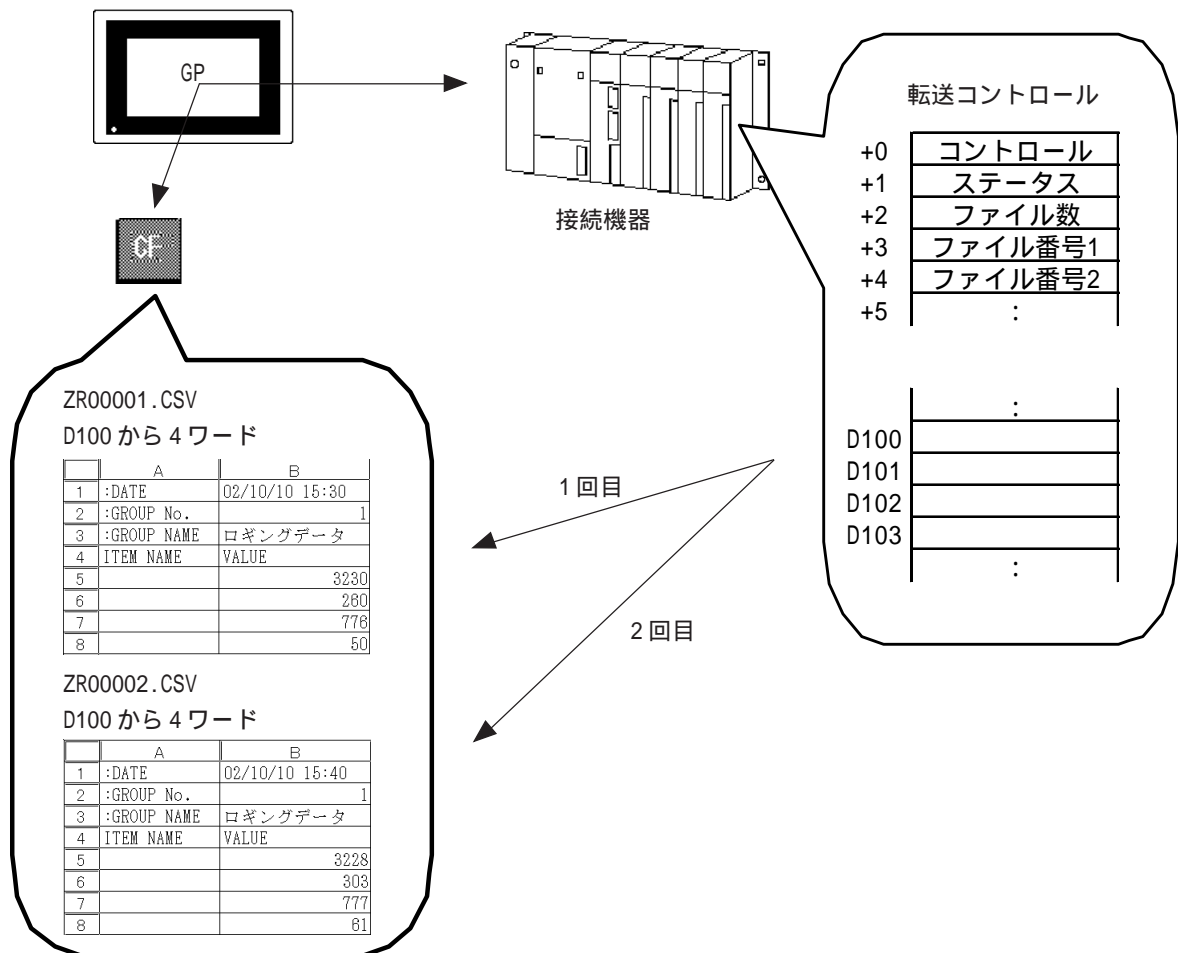 GP
CF
接続機器
転送コントロール
+0 コントロール
+1 ステータス
+2 ファイル数
+3 ファイル番号1
+4 ファイル番号2
+5 :
:
D100
D101
D102
D103
:
1回目
2回目
ZR00001.CSV
D100 から 4 ワード
A B
1 :DATE 02/10/10 15:30
2 :GROUP No. 1
3 :GROUP NAME ロギングデータ
4 ITEM NAME VALUE
5 3230
6 260
7 776
8 50
ZR00002.CSV
D100 から 4 ワード
A B
1 :DATE 02/10/10 15:40
2 :GROUP No. 1
3 :GROUP NAME ロギングデータ
4 ITEM NAME VALUE
5 3228
6 303
7 777
8 61